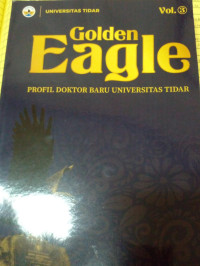 UNIVERSITAS TIDAR
Vol.③
Golden
Eagle
PROFIL DOKTOR BARU UNIVERSITAS TIDAR